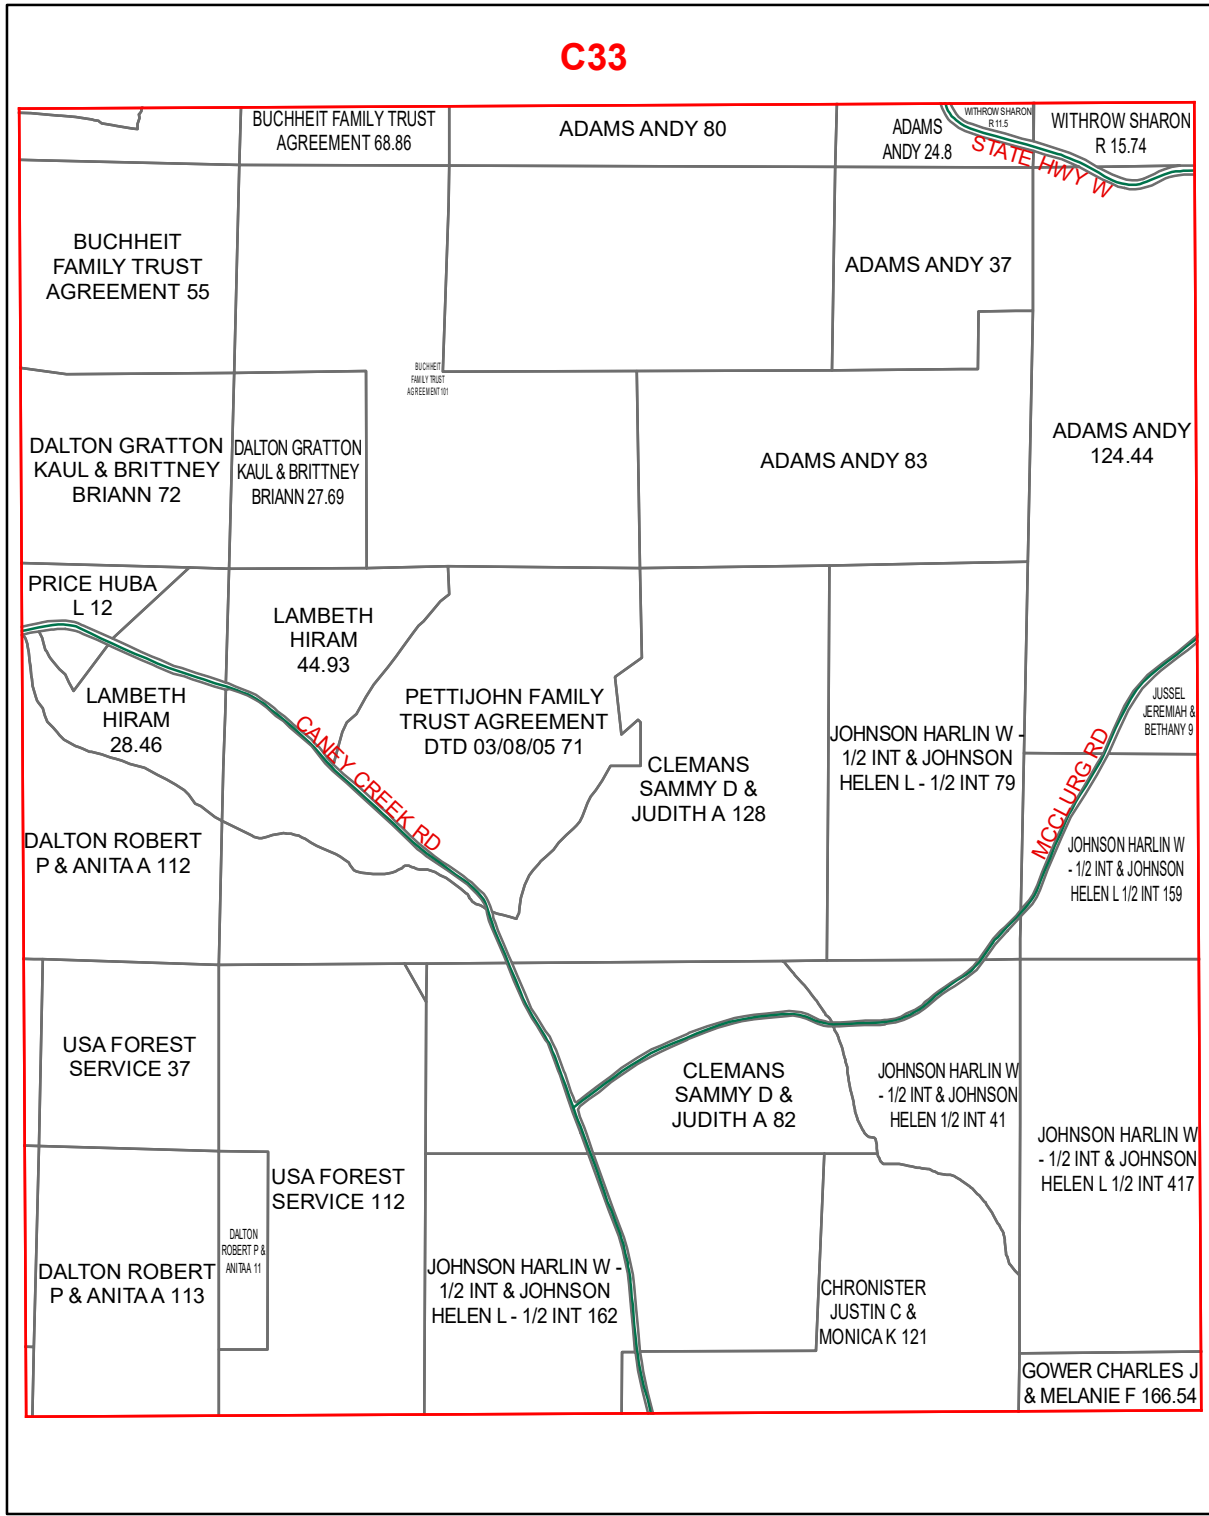 C33
BUCHHEIT FAMILY TRUST
AGREEMENT 68.86
ADAMS ANDY 80
ADAMS
ANDY 24.8
WITHROW SHARON
R 11.5
WITHROW SHARON
R 15.74
STATE HWY W
BUCHHEIT
FAMILY TRUST
AGREEMENT 55
ADAMS ANDY 37
BUCHHEIT
FAMILY TRUST
AGREEMENT 101
DALTON GRATTON
KAUL & BRITTNEY
BRIANN 72
DALTON GRATTON
KAUL & BRITTNEY
BRIANN 27.69
ADAMS ANDY 83
ADAMS ANDY
124.44
PRICE HUBA
L 12
LAMBETH
HIRAM
44.93
LAMBETH
HIRAM
28.46
PETTIJOHN FAMILY
TRUST AGREEMENT
DTD 03/08/05 71
CANEY CREEK RD
CLEMANS
SAMMY D &
JUDITH A 128
JOHNSON HARLIN W -
1/2 INT & JOHNSON
HELEN L - 1/2 INT 79
JUSSEL
JEREMIAH &
BETHANY 9
MCCLURG RD
DALTON ROBERT
P & ANITA A 112
JOHNSON HARLIN W
- 1/2 INT & JOHNSON
HELEN L 1/2 INT 159
USA FOREST
SERVICE 37
CLEMANS
SAMMY D &
JUDITH A 82
JOHNSON HARLIN W
- 1/2 INT & JOHNSON
HELEN 1/2 INT 41
JOHNSON HARLIN W
- 1/2 INT & JOHNSON
HELEN L 1/2 INT 417
USA FOREST
SERVICE 112
DALTON
ROBERT P &
ANITA A 11
DALTON ROBERT
P & ANITA A 113
JOHNSON HARLIN W -
1/2 INT & JOHNSON
HELEN L - 1/2 INT 162
CHRONISTER
JUSTIN C &
MONICA K 121
GOWER CHARLES J
& MELANIE F 166.54